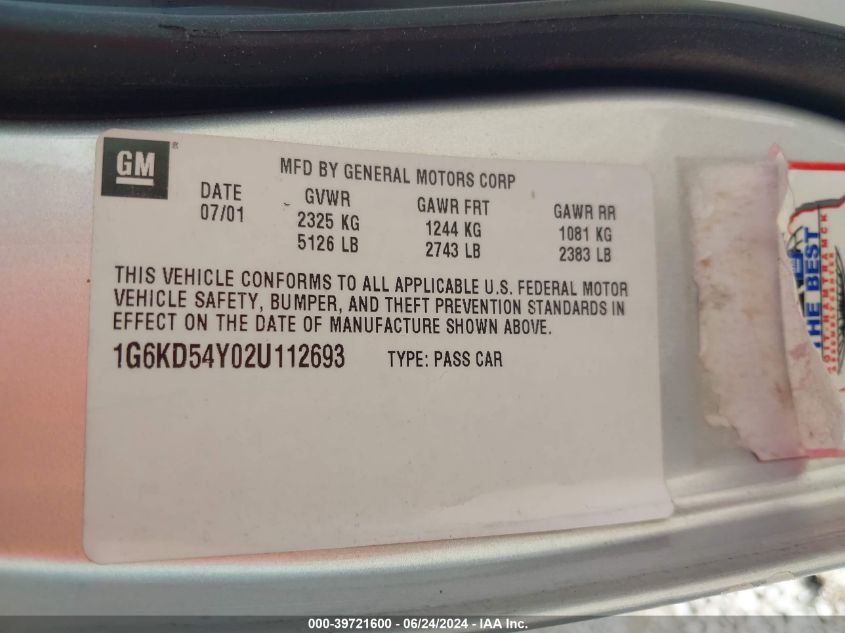 GM
MFD BY GENERAL MOTORS CORP
DATE GVWR GAWR FRT GAWR RR
07/01 2325 KG 1244 KG 1081 KG
5126 LB 2743 LB 2383 LB
THIS VEHICLE CONFORMS TO ALL APPLICABLE U.S. FEDERAL MOTOR
VEHICLE SAFETY, BUMPER, AND THEFT PREVENTION STANDARDS IN
EFFECT ON THE DATE OF MANUFACTURE SHOWN ABOVE.
1G6KD54Y02U112693 TYPE: PASS CAR
THE BEST
000-39721600 / 06/24/2024 - IAA Inc.